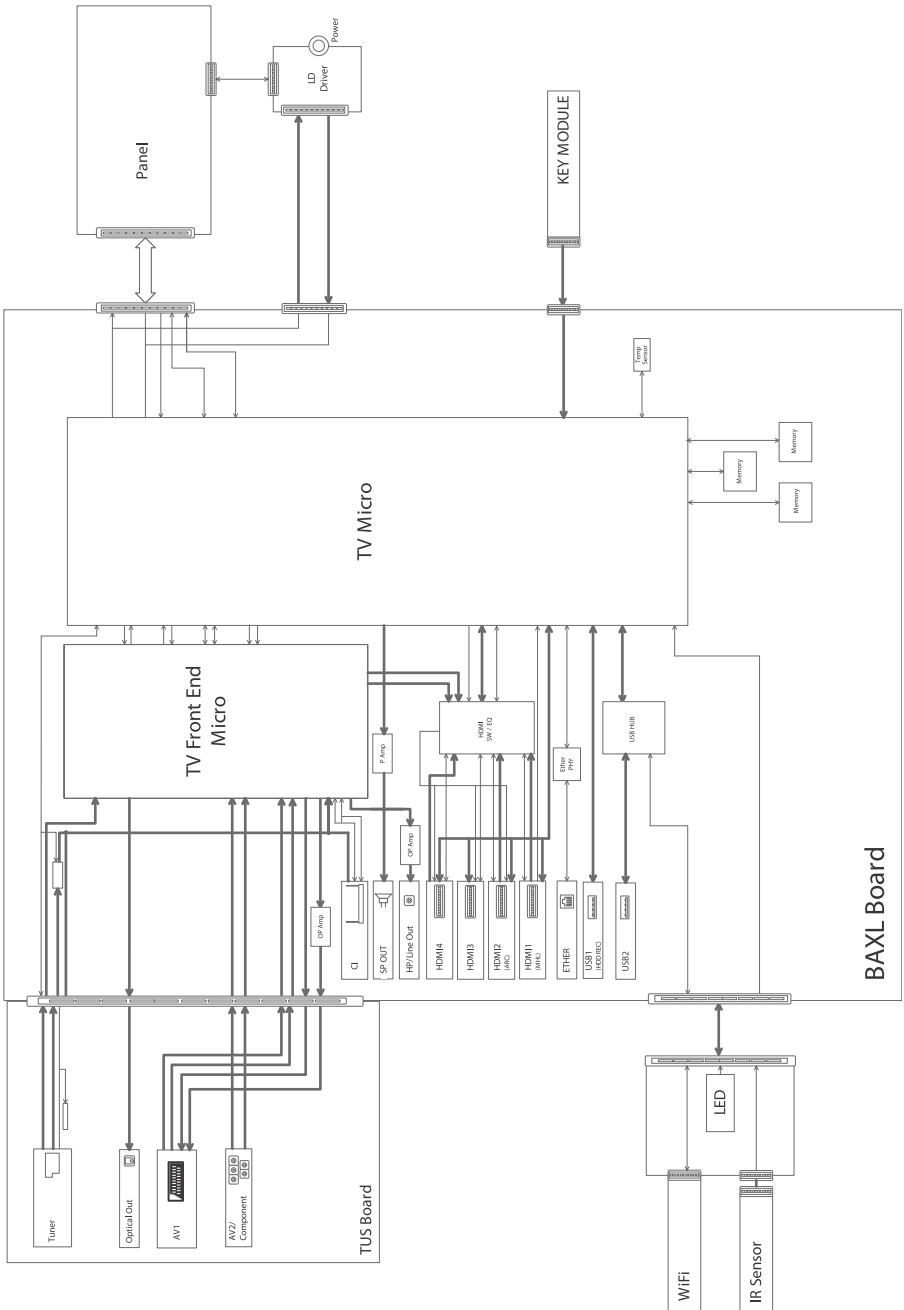 Panel
LD
Driver
Power
KEY MODULE
Temp
Sensor
TV Micro
Memory
Memory
Memory
TV Front End
Micro
P Amp
OP Amp
OP Amp
HDMI
SW / EQ
Ether
PHY
USB HUB
CI
SP OUT
HP/Line Out
HDMI4
HDMI3
HDMI2
(ARC)
HDMI1
(MHL)
ETHER
USB1
(HDD REC)
USB2
BAXL Board
Tuner
Optical Out
AV1
AV2/
Component
TUS Board
LED
WiFi
IR Sensor